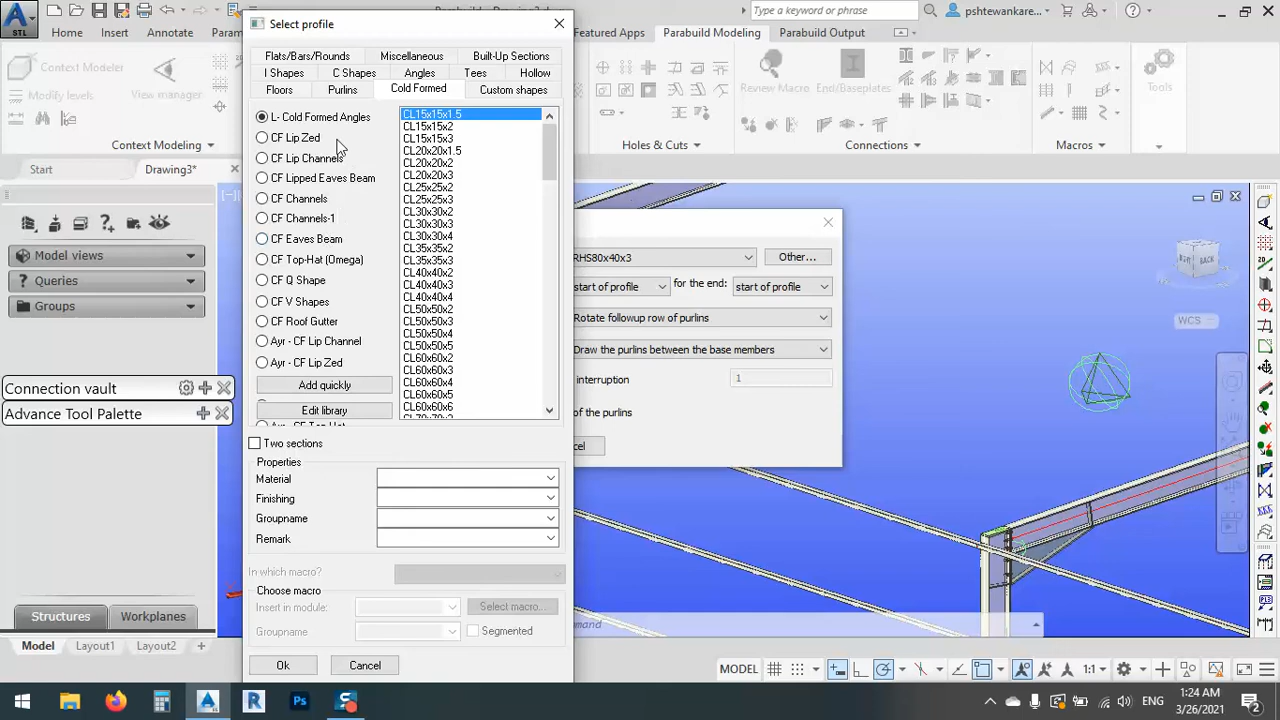 Select profile
Parabuild - Drawing3.dwg
Type a keyword or phrase
pshtewankare...
STL
Home
Insert
Annotate
Featured Apps
Parabuild Modeling
Parabuild Output
Context Modeler
Modify levels
View manager
Context Modeling
Review Macro
End/Baseplates
Holes & Cuts
Connections
Macros
Settings
Flats/Bars/Rounds
Miscellaneous
Built-Up Sections
I Shapes
C Shapes
Angles
Tees
Hollow
Floors
Purlins
Cold Formed
Custom shapes
L- Cold Formed Angles
CF Lip Zed
CF Lip Channels
CF Lipped Eaves Beam
CF Channels
CF Channels-1
CF Eaves Beam
CF Top-Hat (Omega)
CF Q Shape
CF V Shapes
CF Roof Gutter
Ayr - CF Lip Channel
Ayr - CF Lip Zed
CL15x15x1.5
CL15x15x2
CL15x15x3
CL20x20x1.5
CL20x20x2
CL20x20x3
CL25x25x2
CL25x25x3
CL30x30x2
CL30x30x3
CL30x30x4
CL35x35x2
CL35x35x3
CL40x40x2
CL40x40x3
CL40x40x4
CL50x50x2
CL50x50x3
CL50x50x4
CL50x50x5
CL60x60x2
CL60x60x3
CL60x60x4
CL60x60x5
CL60x60x6
Add quickly
Edit library
Two sections
Properties
Material
Finishing
Groupname
Remark
In which macro?
Choose macro
Insert in module:
Select macro...
Groupname
Segmented
Ok
Cancel
Start
Drawing3*
Model views
Queries
Groups
Connection vault
Advance Tool Palette
Structures
Workplanes
Model
Layout1
Layout2
RHS80x40x3
Other...
start of profile
for the end:
start of profile
Rotate followup row of purlins
Draw the purlins between the base members
interruption
1
of the purlins
BACK
WCS
MODEL
1:1
ENG
1:24 AM
3/26/2021
2